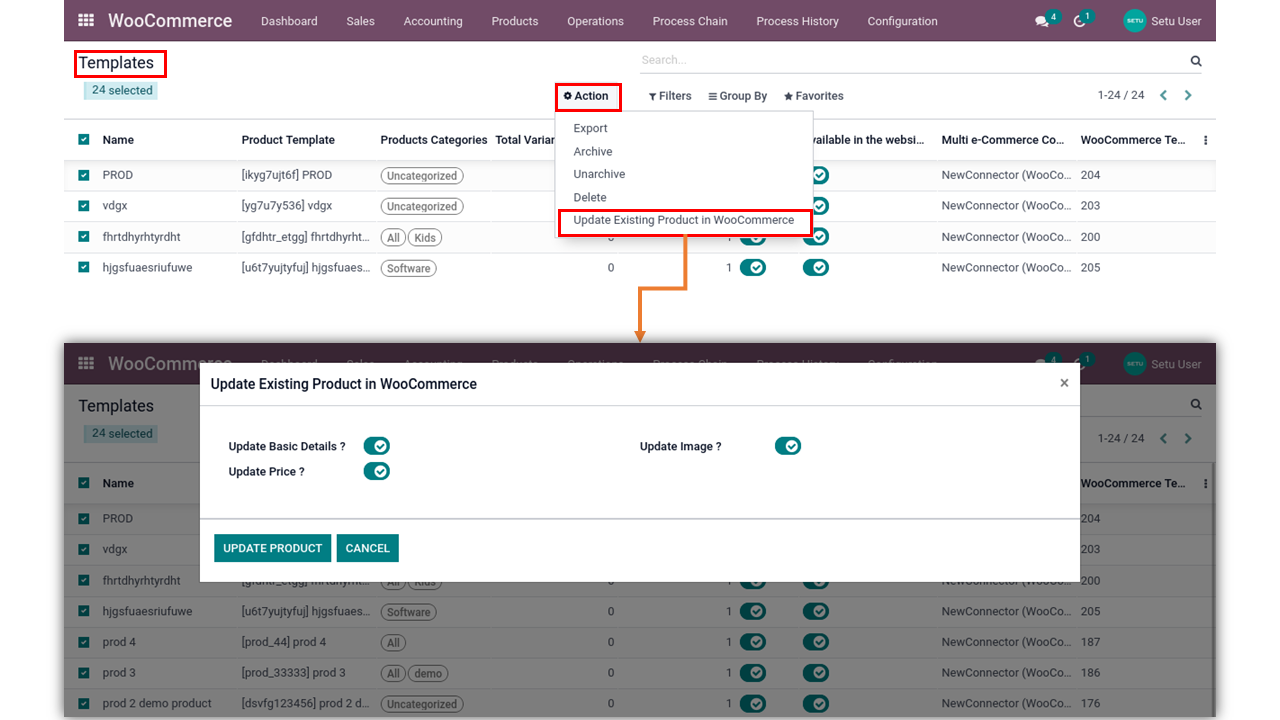 WooCommerce Dashboard Sales Accounting Products Operations Process Chain Process History Configuration 4 1 SETU Setu User
Templates
Search...
24 selected
Action Filters Group By Favorites 1-24 / 24
Name Product Template Products Categories Total Varian vailable in the websi... Multi e-Commerce Co... WooCommerce Te...
Export
Archive
Unarchive
Delete
Update Existing Product in WooCommerce
PROD [ikyg7ujt6f] PROD Uncategorized NewConnector (WooCo... 204
vdgx [yg7u7y536] vdgx Uncategorized NewConnector (WooCo... 203
fhrtdhyrhtyrdht [gfdhtr_etgg] fhrtdhyrht... All Kids 0 1 NewConnector (WooCo... 200
hjgsfuaesriufuwe [u6t7yujtyfuj] hjgsfuaes... Software 0 1 NewConnector (WooCo... 205
WooCommerce Dashboard Sales Accounting Products Operations Process Chain Process History Configuration 4 1 SETU Setu User
Templates
24 selected
1-24 / 24
Update Existing Product in WooCommerce ×
Update Basic Details ? Update Image ?
Update Price ?
UPDATE PRODUCT CANCEL
Name WooCommerce Te...
PROD 204
vdgx 203
fhrtdhyrhtyrdht [gfdhtr_etgg] fhrtdhyrht... All Kids 0 1 NewConnector (WooCo... 200
hjgsfuaesriufuwe [u6t7yujtyfuj] hjgsfuaes... Software 0 1 NewConnector (WooCo... 205
prod 4 [prod_44] prod 4 All 0 1 NewConnector (WooCo... 187
prod 3 [prod_33333] prod 3 All demo 0 1 NewConnector (WooCo... 186
prod 2 demo product [dsvfg123456] prod 2 d... Uncategorized 0 1 NewConnector (WooCo... 176